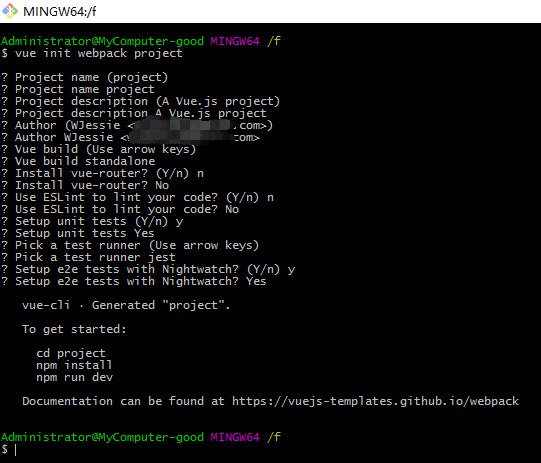 MINGW64:/f
Administrator@MyComputer-good MINGW64 /f
$ vue init webpack project
? Project name (project)
? Project name project
? Project description (A Vue.js project)
? Project description A Vue.js project
? Author (WJessie <.com>)
? Author WJessie <com>
? Vue build (Use arrow keys)
? Vue build standalone
? Install vue-router? (Y/n) n
? Install vue-router? No
? Use ESLint to lint your code? (Y/n) n
? Use ESLint to lint your code? No
? Setup unit tests (Y/n) y
? Setup unit tests Yes
? Pick a test runner (Use arrow keys)
? Pick a test runner jest
? Setup e2e tests with Nightwatch? (Y/n) y
? Setup e2e tests with Nightwatch? Yes
vue-cli · Generated "project".
To get started:
cd project
npm install
npm run dev
Documentation can be found at https://vuejs-templates.github.io/webpack
Administrator@MyComputer-good MINGW64 /f
$